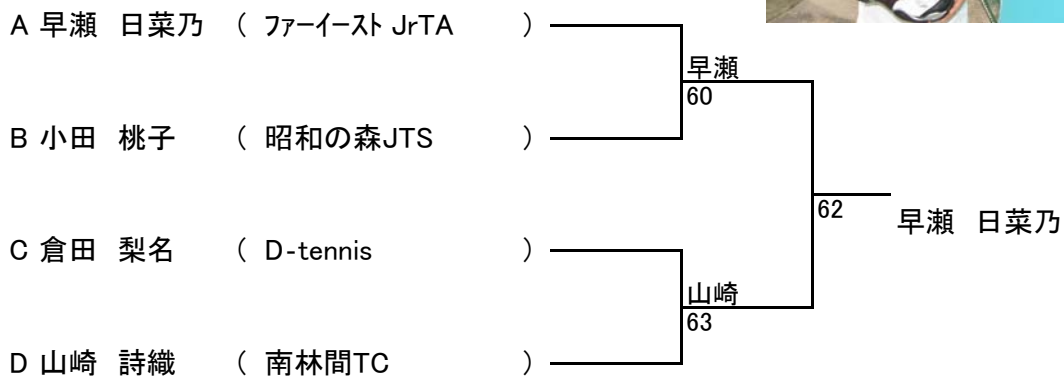 A 早瀬 日菜乃 ( ファーイースト JrTA )
早瀬
60
B 小田 桃子 ( 昭和の森JTS )
62
早瀬 日菜乃
C 倉田 梨名 ( D-tennis )
山崎
63
D 山崎 詩織 ( 南林間TC )